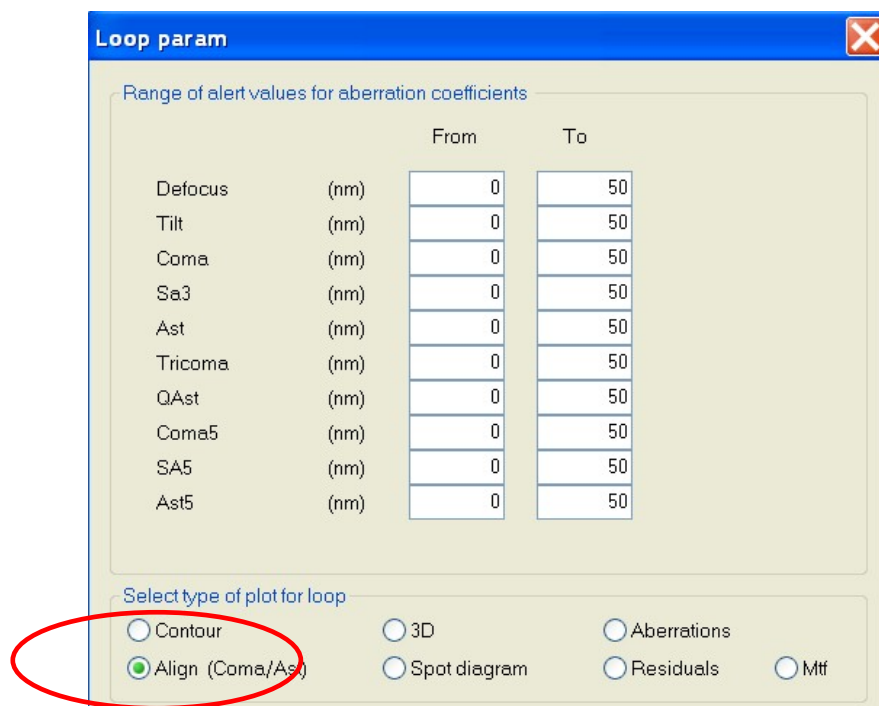 Loop param
Range of alert values for aberration coefficients
From To
Defocus (nm) 0 50
Tilt (nm) 0 50
Coma (nm) 0 50
Sa3 (nm) 0 50
Ast (nm) 0 50
Tricoma (nm) 0 50
QAst (nm) 0 50
Coma5 (nm) 0 50
SA5 (nm) 0 50
Ast5 (nm) 0 50
Select type of plot for loop
Contour 3D Aberrations
Align (Coma/Ast) Spot diagram Residuals Mtf